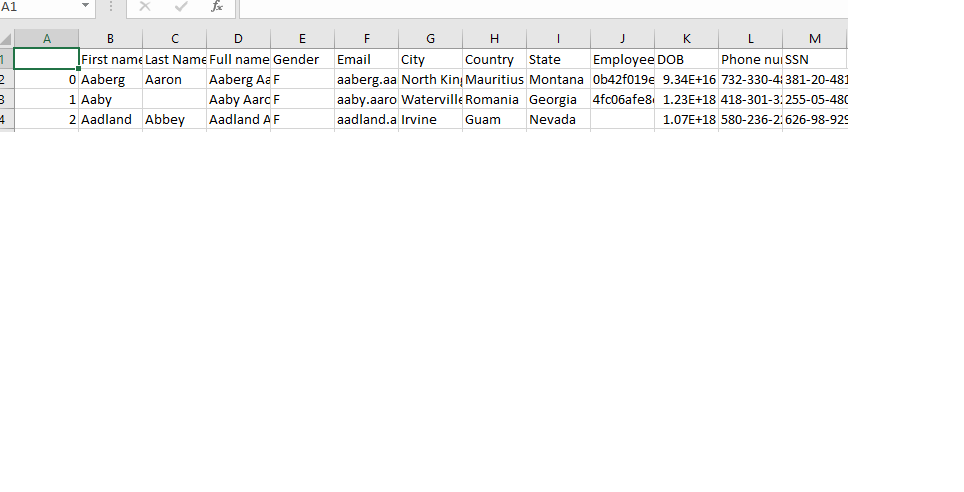 A1 fx
A B C D E F G H I J K L M
1 First name Last Name Full name Gender Email City Country State Employee DOB Phone nu SSN
2 0 Aaberg Aaron Aaberg Aa F aaberg.aa North King Mauritius Montana 0b42f019e 9.34E+16 732-330-48 381-20-481
3 1 Aaby Aaby Aaro F aaby.aaro Waterville Romania Georgia 4fc06afe8 1.23E+18 418-301-3 255-05-480
4 2 Aadland Abbey Aadland A F aadland.a Irvine Guam Nevada 1.07E+18 580-236-2 626-98-929